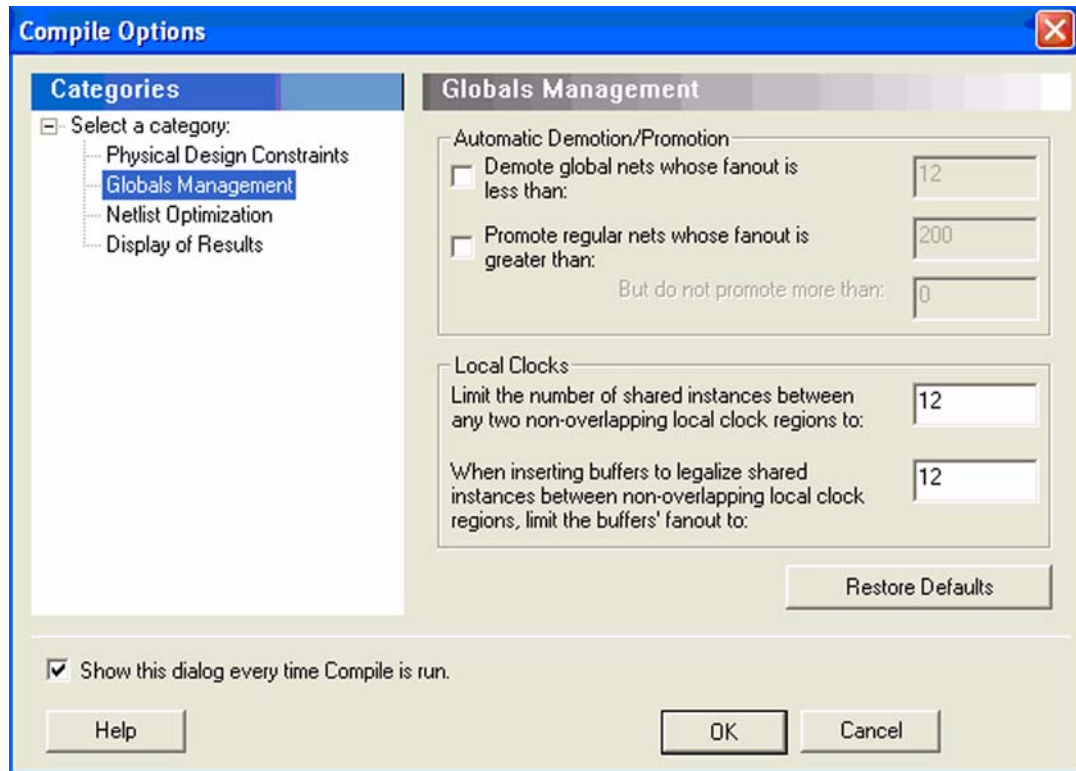 Compile Options
Categories
Select a category:
Physical Design Constraints
Globals Management
Netlist Optimization
Display of Results
Globals Management
Automatic Demotion/Promotion
Demote global nets whose fanout is
less than:
12
Promote regular nets whose fanout is
greater than:
200
But do not promote more than:
0
Local Clocks
Limit the number of shared instances between
any two non-overlapping local clock regions to:
12
When inserting buffers to legalize shared
instances between non-overlapping local clock
regions, limit the buffers' fanout to:
12
Restore Defaults
Show this dialog every time Compile is run.
Help
OK
Cancel